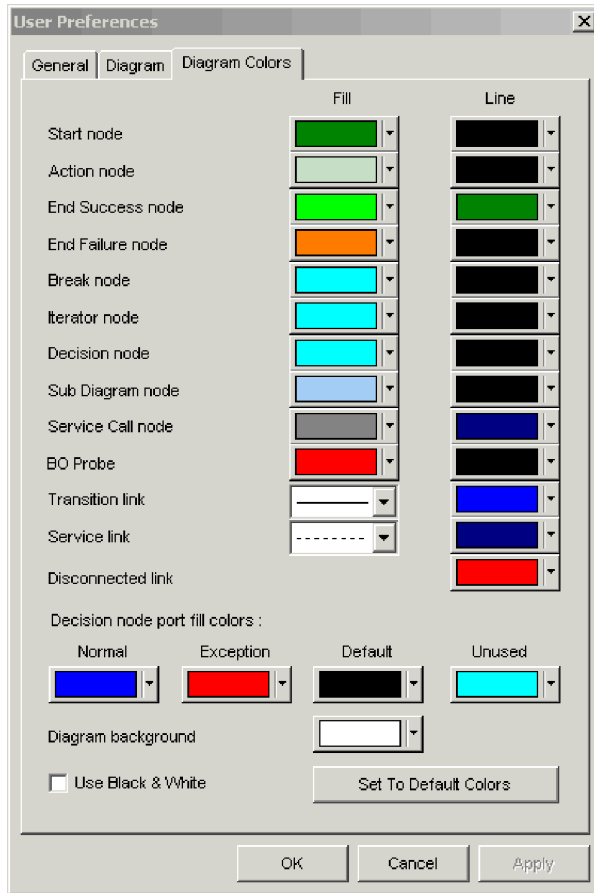 User Preferences
General Diagram Diagram Colors
Fill Line
Start node
Action node
End Success node
End Failure node
Break node
Iterator node
Decision node
Sub Diagram node
Service Call node
BO Probe
Transition link
Service link
Disconnected link
Decision node port fill colors :
Normal Exception Default Unused
Diagram background
Use Black & White Set To Default Colors
OK Cancel Apply